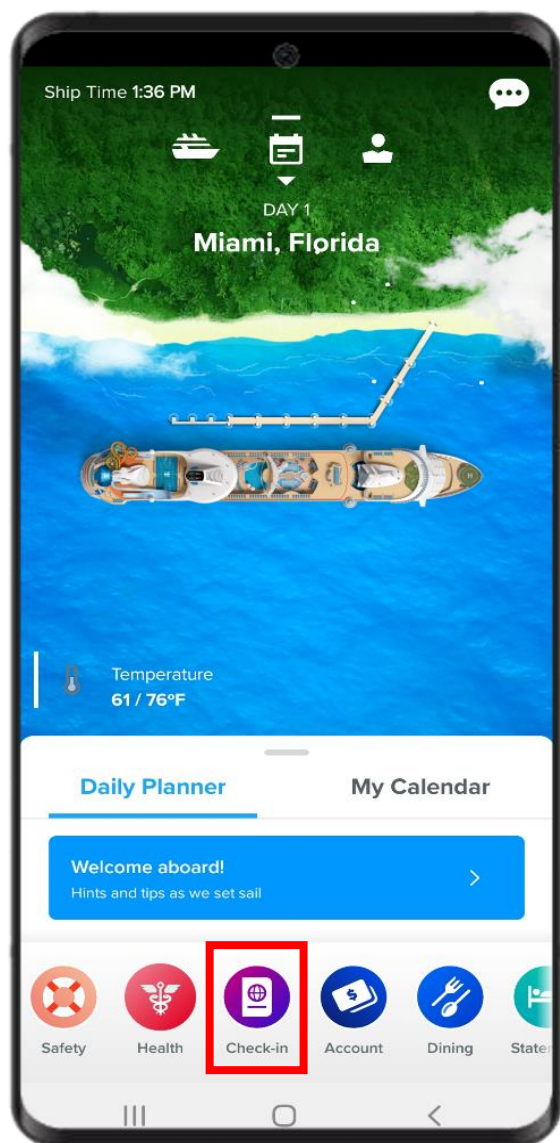 Ship Time 1:36 PM
DAY 1
Miami, Florida
Temperature
61 / 76°F
Daily Planner
My Calendar
Welcome aboard!
Hints and tips as we set sail
Safety
Health
Check-in
Account
Dining
State